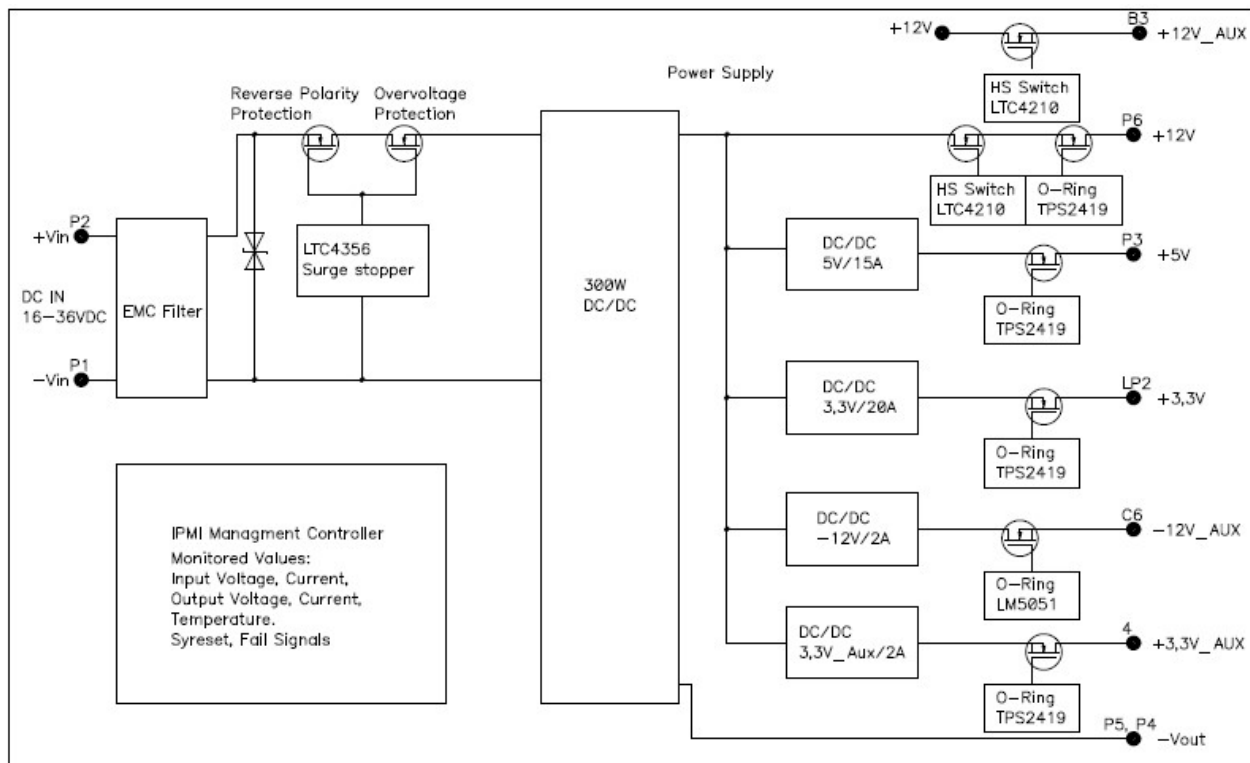 B3
+12V
+12V_AUX
Power Supply
HS Switch
LTC4210
Reverse Polarity
Protection
Overvoltage
Protection
P6
+12V
HS Switch
LTC4210
O-Ring
TPS2419
P2
+Vin
LTC4356
Surge stopper
DC/DC
5V/15A
P3
+5V
DC IN
16-36VDC
EMC Filter
300W
DC/DC
O-Ring
TPS2419
P1
-Vin
DC/DC
3,3V/20A
LP2
+3,3V
O-Ring
TPS2419
IPMI Managment Controller
Monitored Values:
Input Voltage, Current,
Output Voltage, Current,
Temperature.
Syreset, Fail Signals
DC/DC
-12V/2A
C6
-12V_AUX
O-Ring
LM5051
DC/DC
3,3V_Aux/2A
4
+3,3V_AUX
O-Ring
TPS2419
P5, P4
-Vout